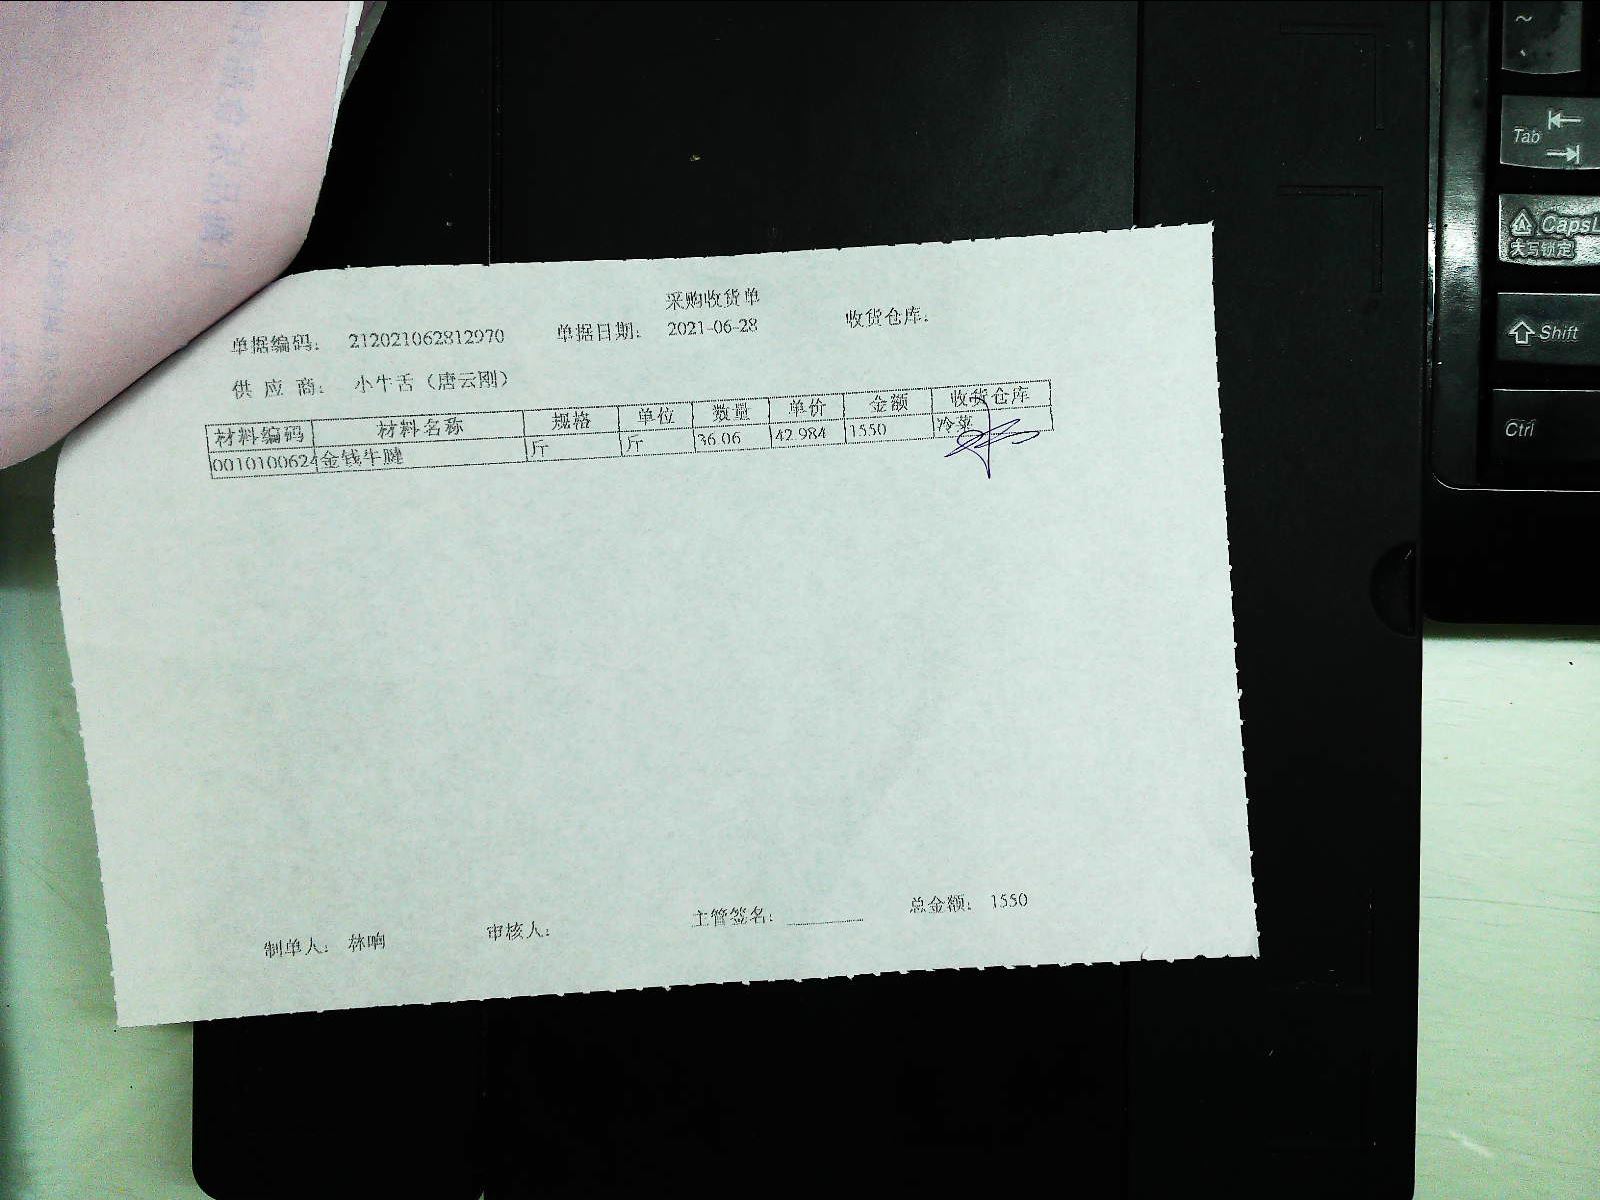 采购收货单
单据编码： 212021062812970 单据日期： 2021-06-28 收货仓库：
供 应 商： 小牛舌（唐云刚）
材料编码 材料名称 规格 单位 数量 单价 金额 收货仓库
0010100624 金钱牛腱 斤 斤 36.06 42.984 1550 冷菜
制单人： 林响 审核人： 主管签名： ________ 总金额： 1550
~
Tab
CapsL
大写锁定
Shift
Ctrl